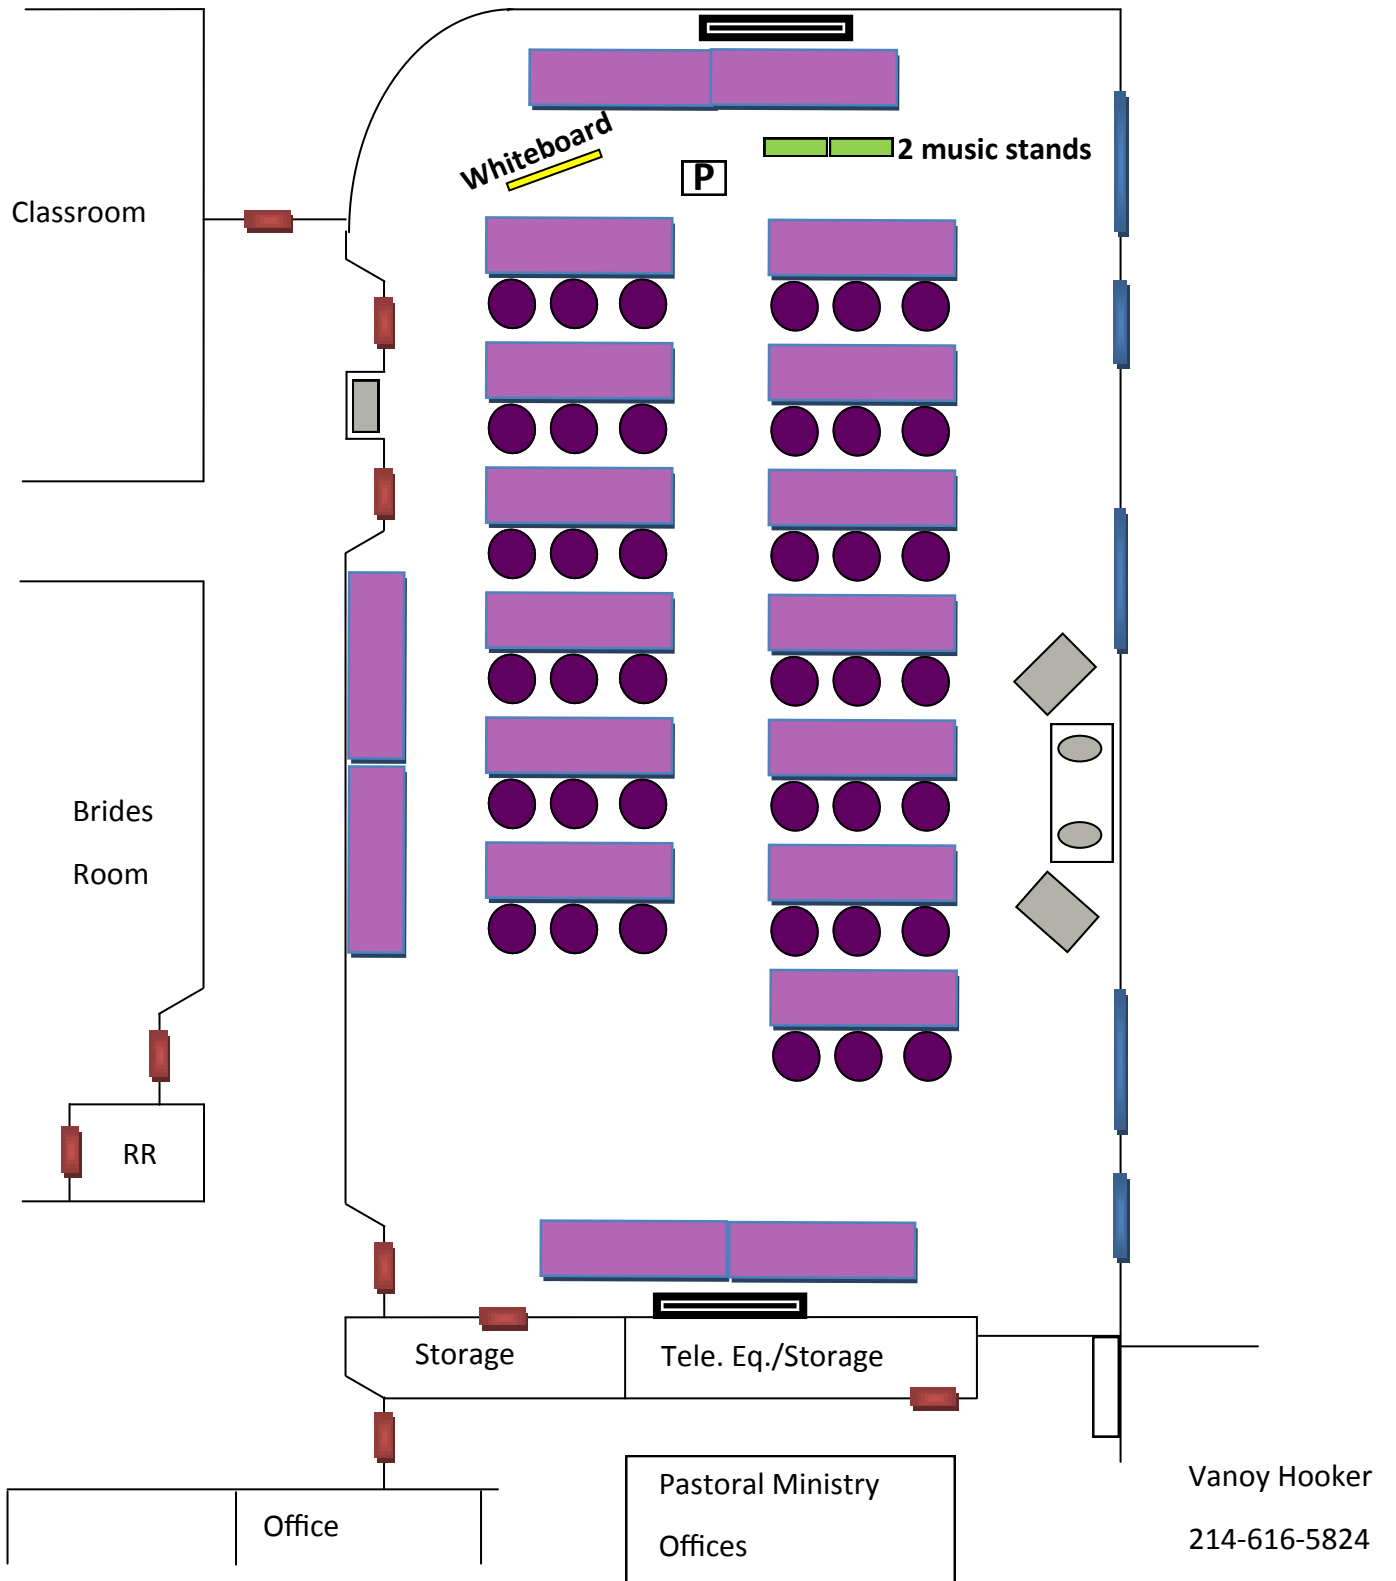 Whiteboard
2 music stands
P
Classroom
Brides
Room
RR
Storage
Tele. Eq./Storage
Office
Pastoral Ministry
Offices
Vanoy Hooker
214-616-5824